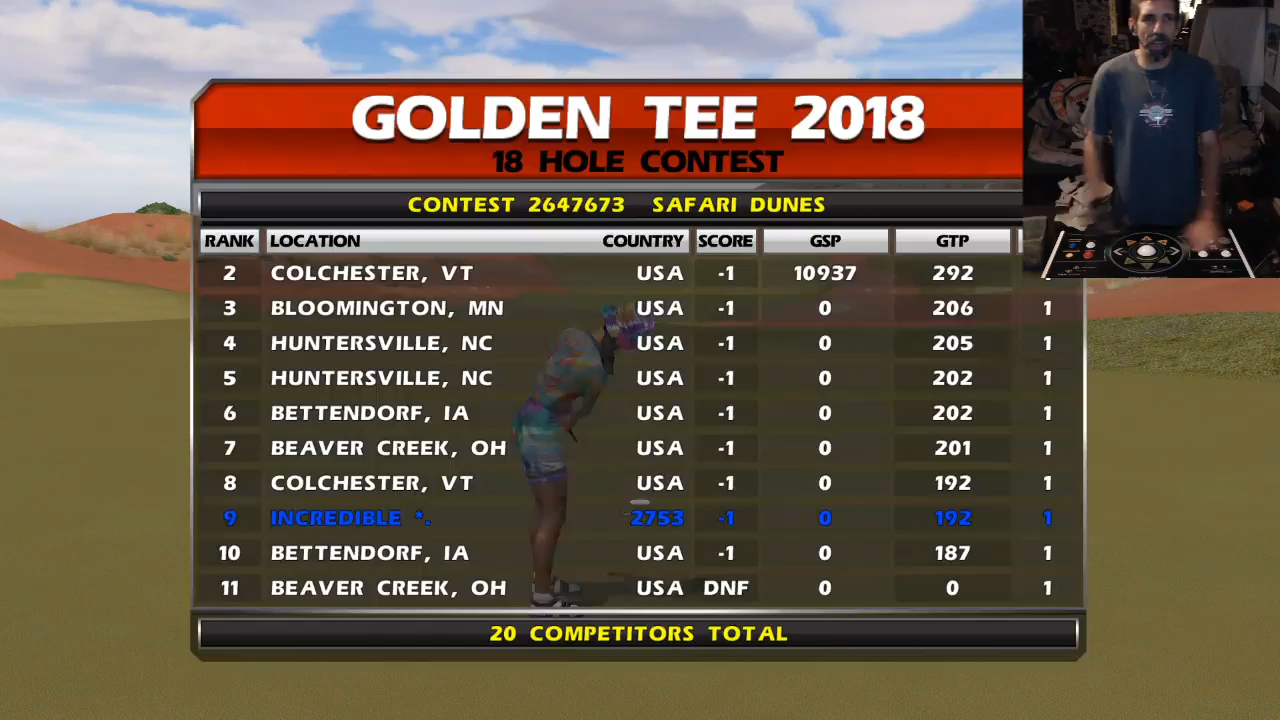 GOLDEN TEE 2018
18 HOLE CONTEST
CONTEST 2647673 SAFARI DUNES
RANK LOCATION COUNTRY SCORE GSP GTP
2 COLCHESTER, VT USA -1 10937 292
3 BLOOMINGTON, MN USA -1 0 206 1
4 HUNTERSVILLE, NC USA -1 0 205 1
5 HUNTERSVILLE, NC USA -1 0 202 1
6 BETTENDORF, IA USA -1 0 202 1
7 BEAVER CREEK, OH USA -1 0 201 1
8 COLCHESTER, VT USA -1 0 192 1
9 INCREDIBLE *. 2753 -1 0 192 1
10 BETTENDORF, IA USA -1 0 187 1
11 BEAVER CREEK, OH USA DNF 0 0 1
20 COMPETITORS TOTAL